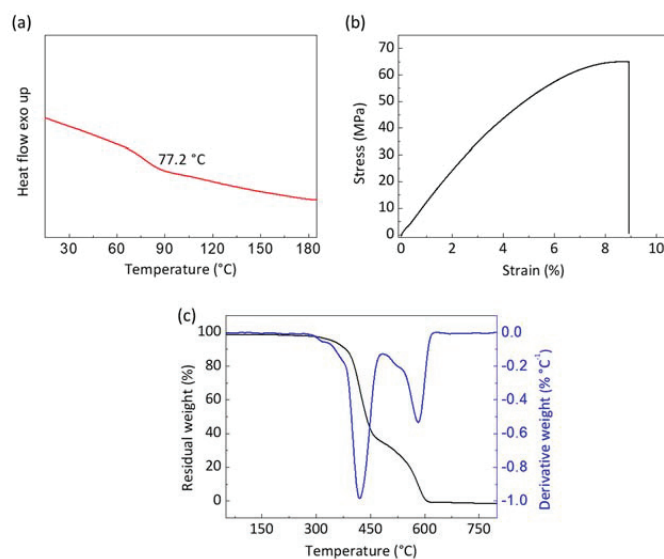 (a)
Heat flow exo up
77.2 °C
30 60 90 120 150 180
Temperature (°C)
(b)
Stress (MPa)
70
60
50
40
30
20
10
0
0 2 4 6 8 10
Strain (%)
(c)
Residual weight (%)
100
80
60
40
20
0
150 300 450 600 750
Temperature (°C)
0.0
-0.2
-0.4
-0.6
-0.8
-1.0
Derivative weight (% °C⁻¹)